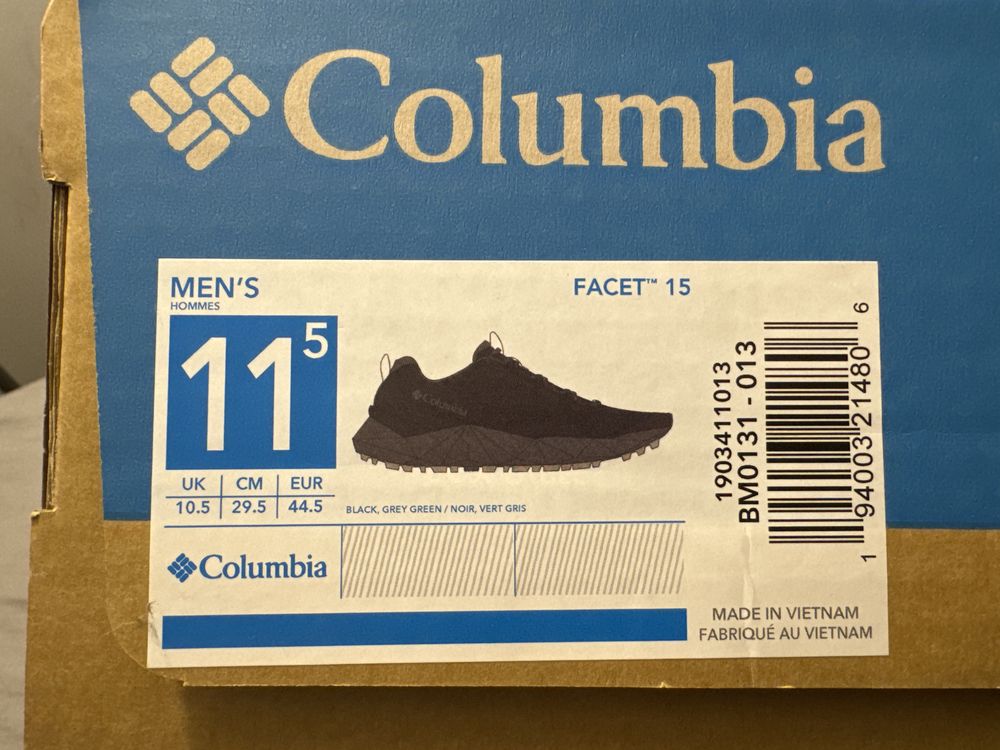 Columbia
MEN'S
HOMMES
FACET™ 15
11⁵
Columbia
UK CM EUR
10.5 29.5 44.5
BLACK, GREY GREEN / NOIR, VERT GRIS
Columbia
1903411013
BM0131 - 013
1 94003 21480 6
MADE IN VIETNAM
FABRIQUÉ AU VIETNAM